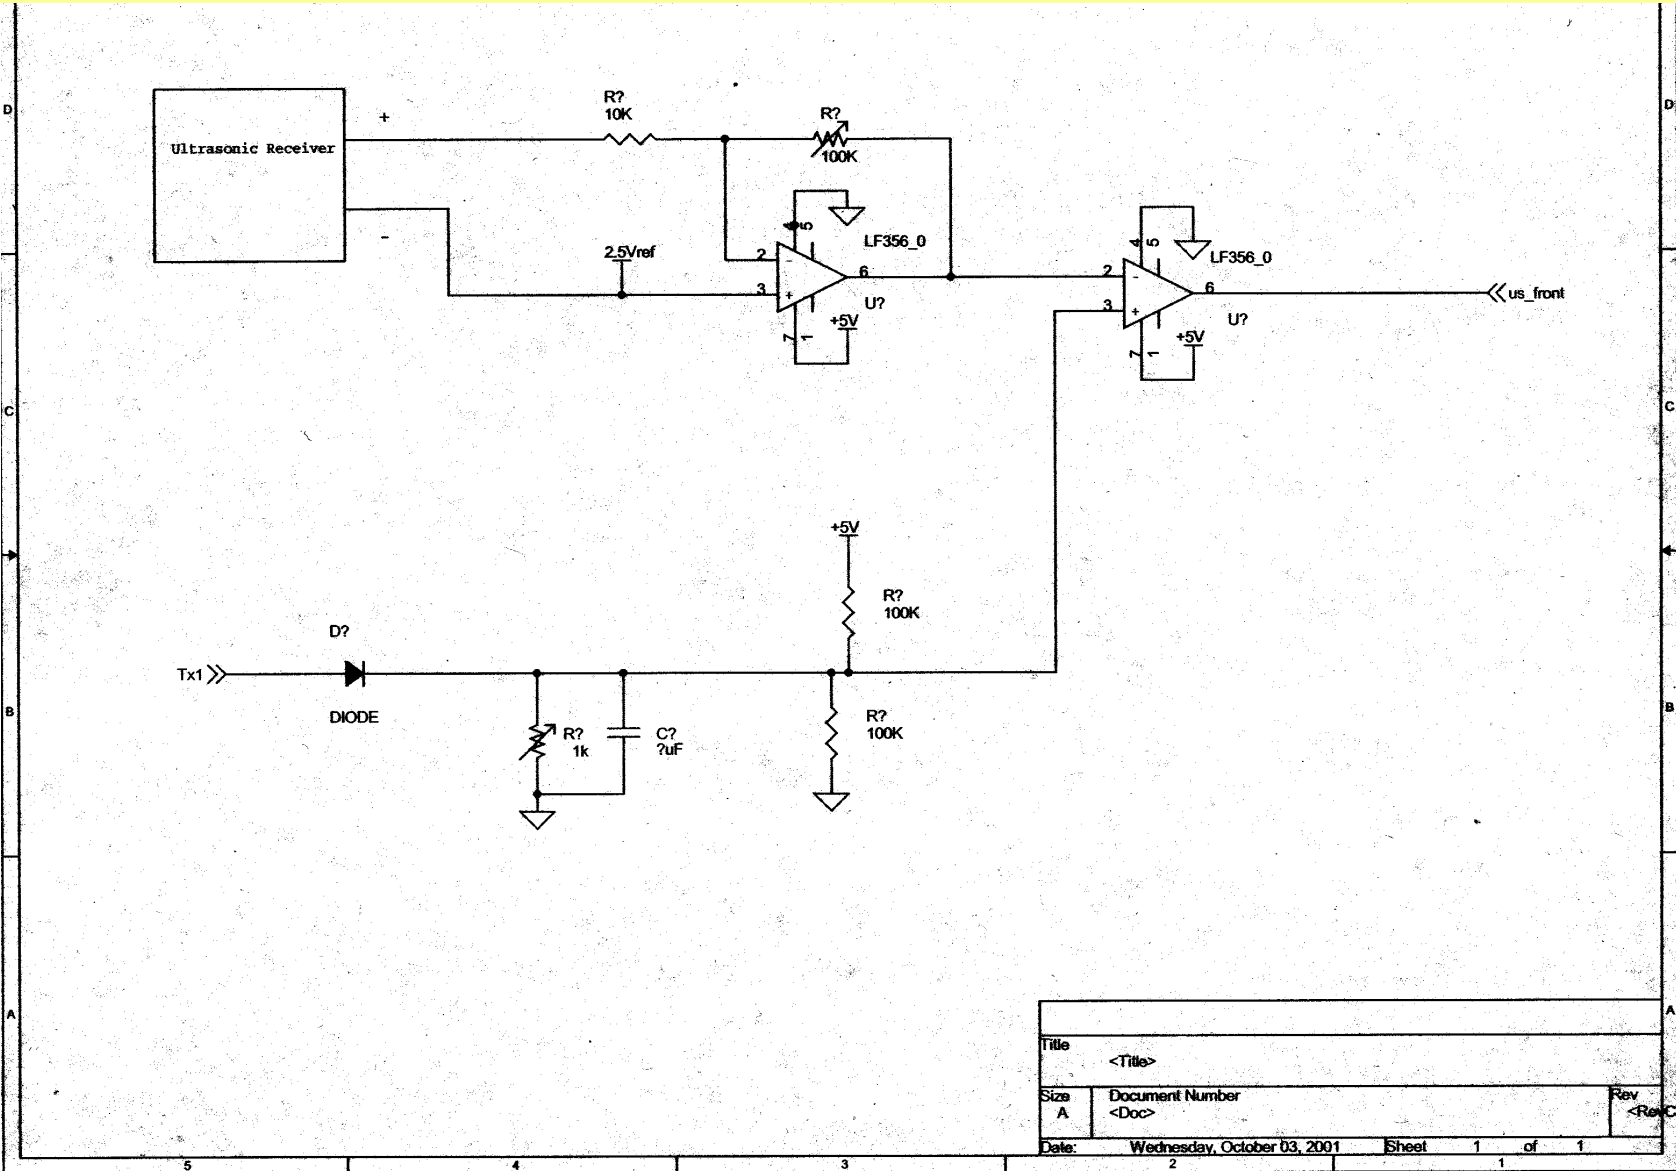 D
D
R?
10K
R?
100K
+
Ultrasonic Receiver
-
4
5
2
-
3
+
6
7
1
LF356_0
U?
+5V
2.5Vref
4
5
2
-
3
+
6
7
1
LF356_0
U?
+5V
us_front
C
C
+5V
R?
100K
D?
Tx1
DIODE
R?
1k
C?
?uF
R?
100K
B
B
A
A
Title
<Title>
Size
A
Document Number
<Doc>
Rev
Date:
Wednesday, October 03, 2001
Sheet
1
of
1
5
4
3
2
1